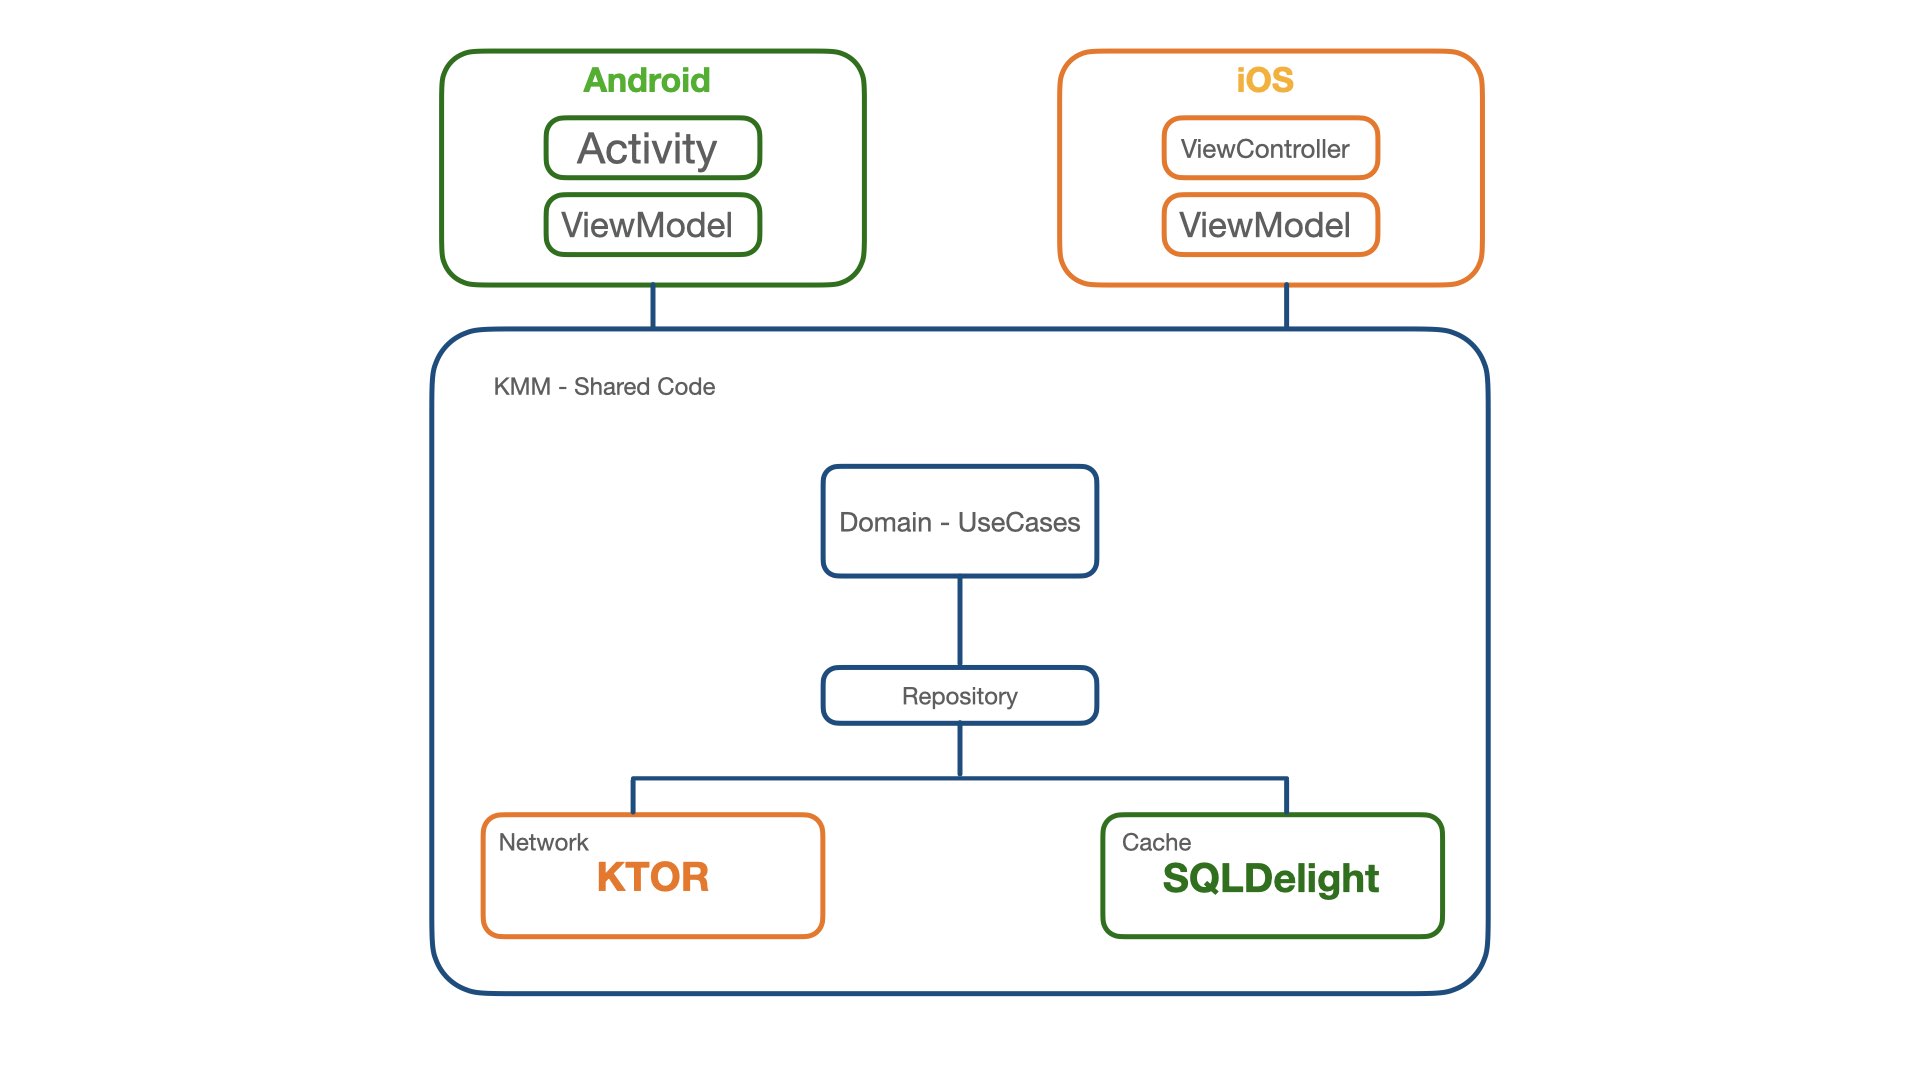 Android
Activity
ViewModel
iOS
ViewController
ViewModel
KMM - Shared Code
Domain - UseCases
Repository
Network
KTOR
Cache
SQLDelight